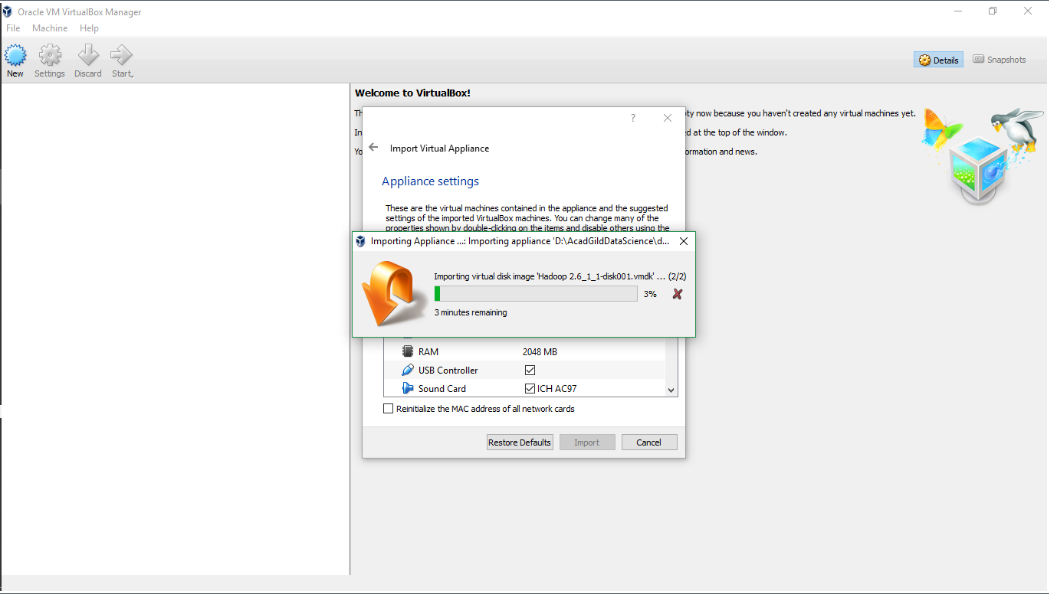 Oracle VM VirtualBox Manager
File Machine Help
New Settings Discard Start,
Details Snapshots
Welcome to VirtualBox!
Th
pty now because you haven't created any virtual machines yet.
In
ed at the top of the window.
Yo
ormation and news.
?
Import Virtual Appliance
Appliance settings
These are the virtual machines contained in the appliance and the suggested
settings of the imported VirtualBox machines. You can change many of the
properties shown by double-clicking on the items and disable others using the
Importing Appliance ...: Importing appliance 'D:\AcadGildDataScience\d...
Importing virtual disk image 'Hadoop 2.6_1_1-disk001.vmdk' ... (2/2)
3%
3 minutes remaining
RAM 2048 MB
USB Controller
Sound Card ICH AC97
Reinitialize the MAC address of all network cards
Restore Defaults Import Cancel